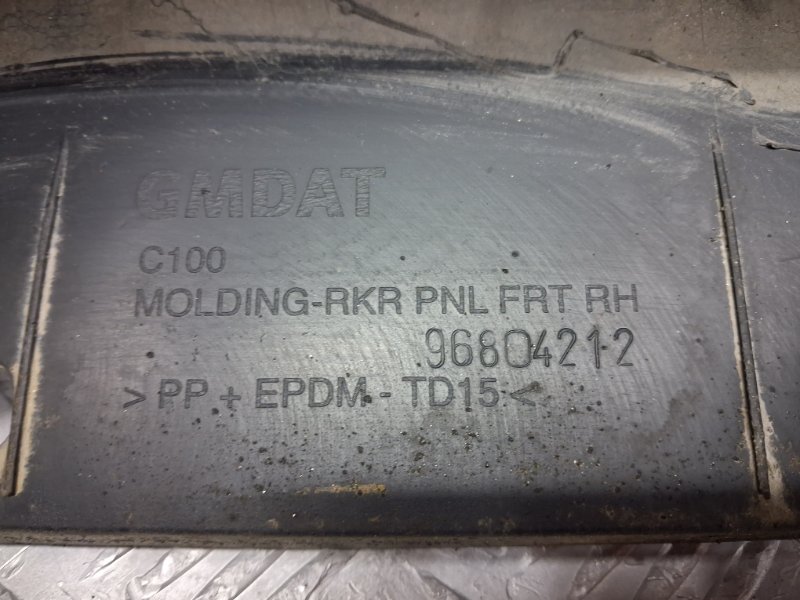 GMDAT
C100
MOLDING-RKR PNL FRT RH
96804212
>PP + EPDM - TD15<